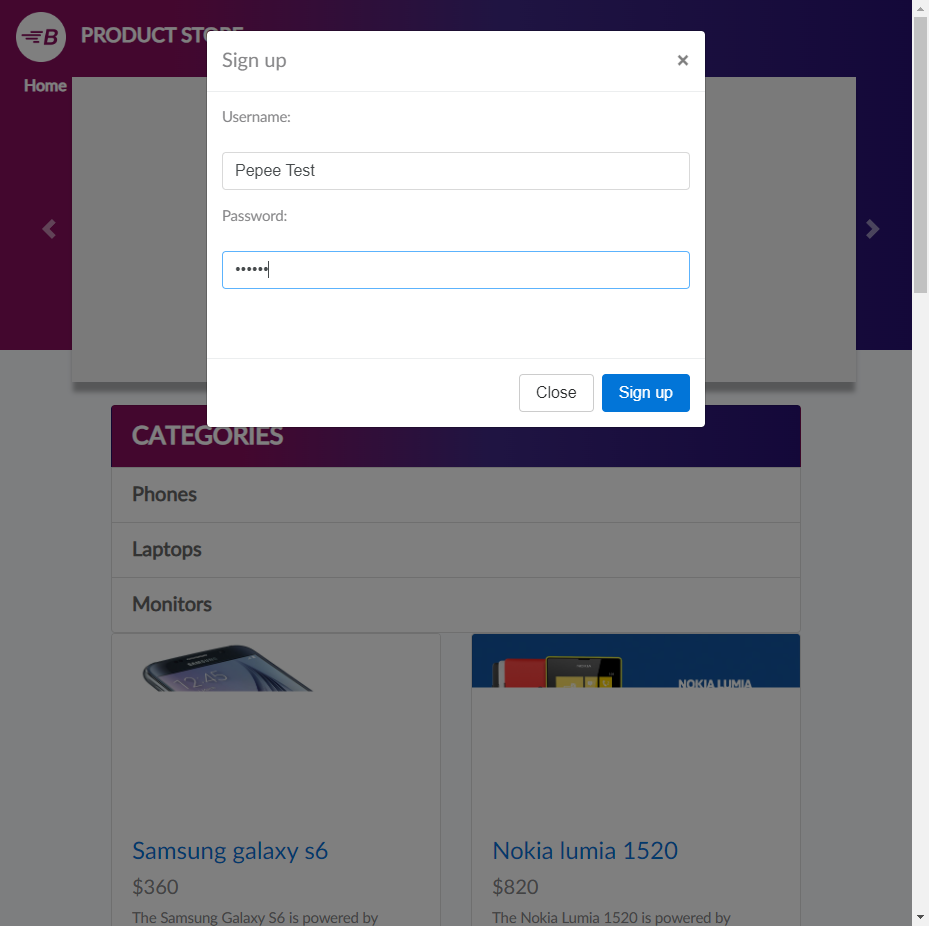 B PRODUCT STORE
Sign up ×
Home
Username:
Pepee Test
Password:
••••••
Close Sign up
CATEGORIES
Phones
Laptops
Monitors
SAMSUNG
12:45
NOKIA LUMIA
Samsung galaxy s6
Nokia lumia 1520
$360
$820
The Samsung Galaxy S6 is powered by
The Nokia Lumia 1520 is powered by